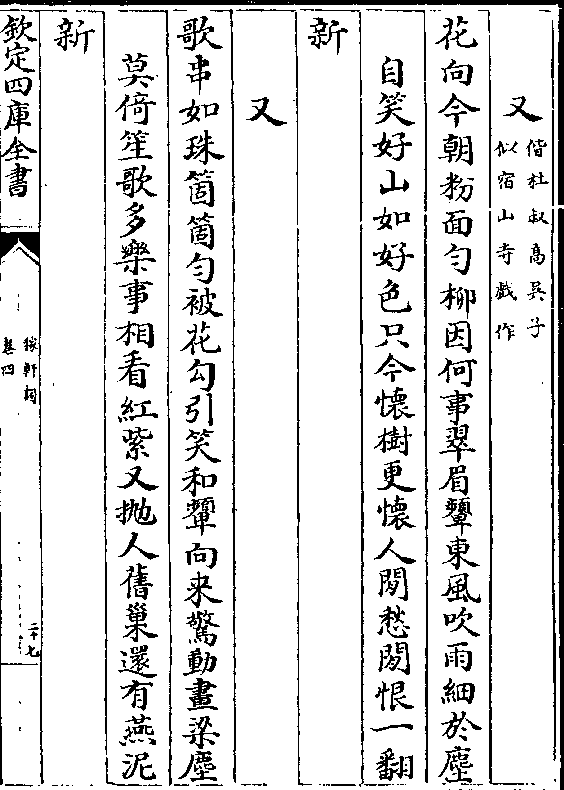 又
偕杜叔高吳子
似宿山寺戲作
花向今朝粉面勻柳因何事翠眉顰東風吹雨細於塵
自笑好山如好色只今懷樹更懷人閒愁閒恨一翻
新
又
歌串如珠箇箇勻被花勾引笑和顰向来驚動畫梁塵
莫倚笙歌多樂事相看紅紫又抛人舊巢還有燕泥
新
欽定四庫全書
稼軒詞
卷四
二十七